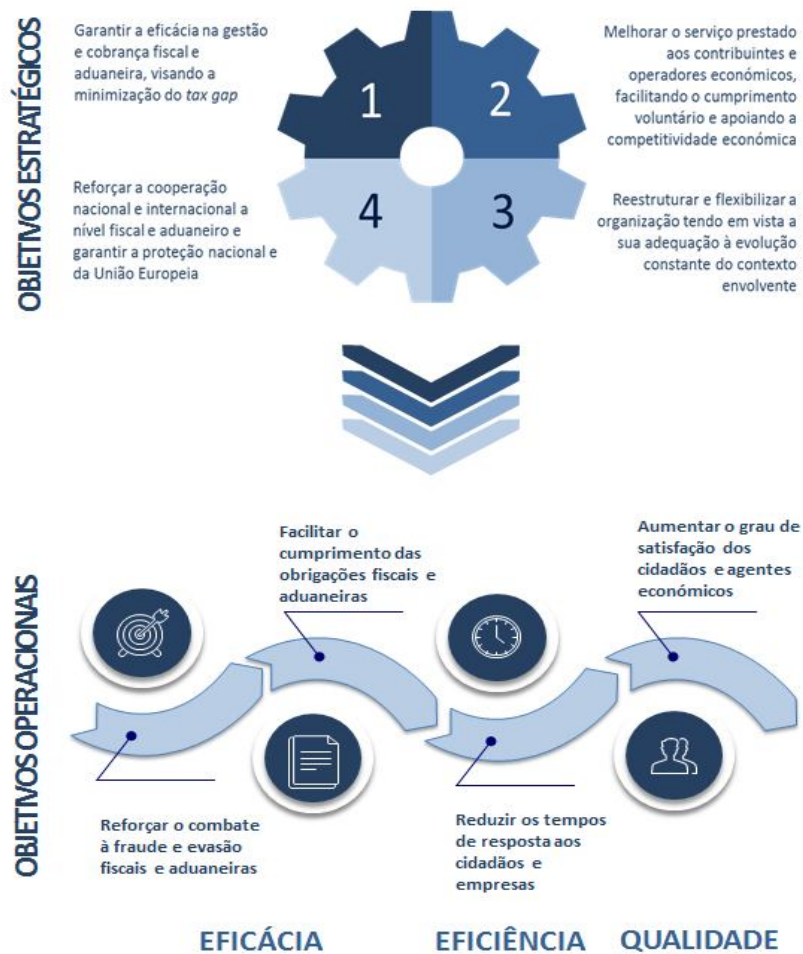 OBJETIVOS ESTRATÉGICOS
Garantir a eficácia na gestão
e cobrança fiscal e
aduaneira, visando a
minimização do tax gap
1
2
Melhorar o serviço prestado
aos contribuintes e
operadores económicos,
facilitando o cumprimento
voluntário e apoiando a
competitividade económica
Reforçar a cooperação
nacional e internacional a
nível fiscal e aduaneiro e
garantir a proteção nacional e
da União Europeia
4
3
Reestruturar e flexibilizar a
organização tendo em vista a
sua adequação à evolução
constante do contexto
envolvente
OBJETIVOS OPERACIONAIS
Reforçar o combate
à fraude e evasão
fiscais e aduaneiras
Facilitar o
cumprimento das
obrigações fiscais e
aduaneiras
Reduzir os tempos
de resposta aos
cidadãos e
empresas
Aumentar o grau de
satisfação dos
cidadãos e agentes
económicos
EFICÁCIA
EFICIÊNCIA
QUALIDADE